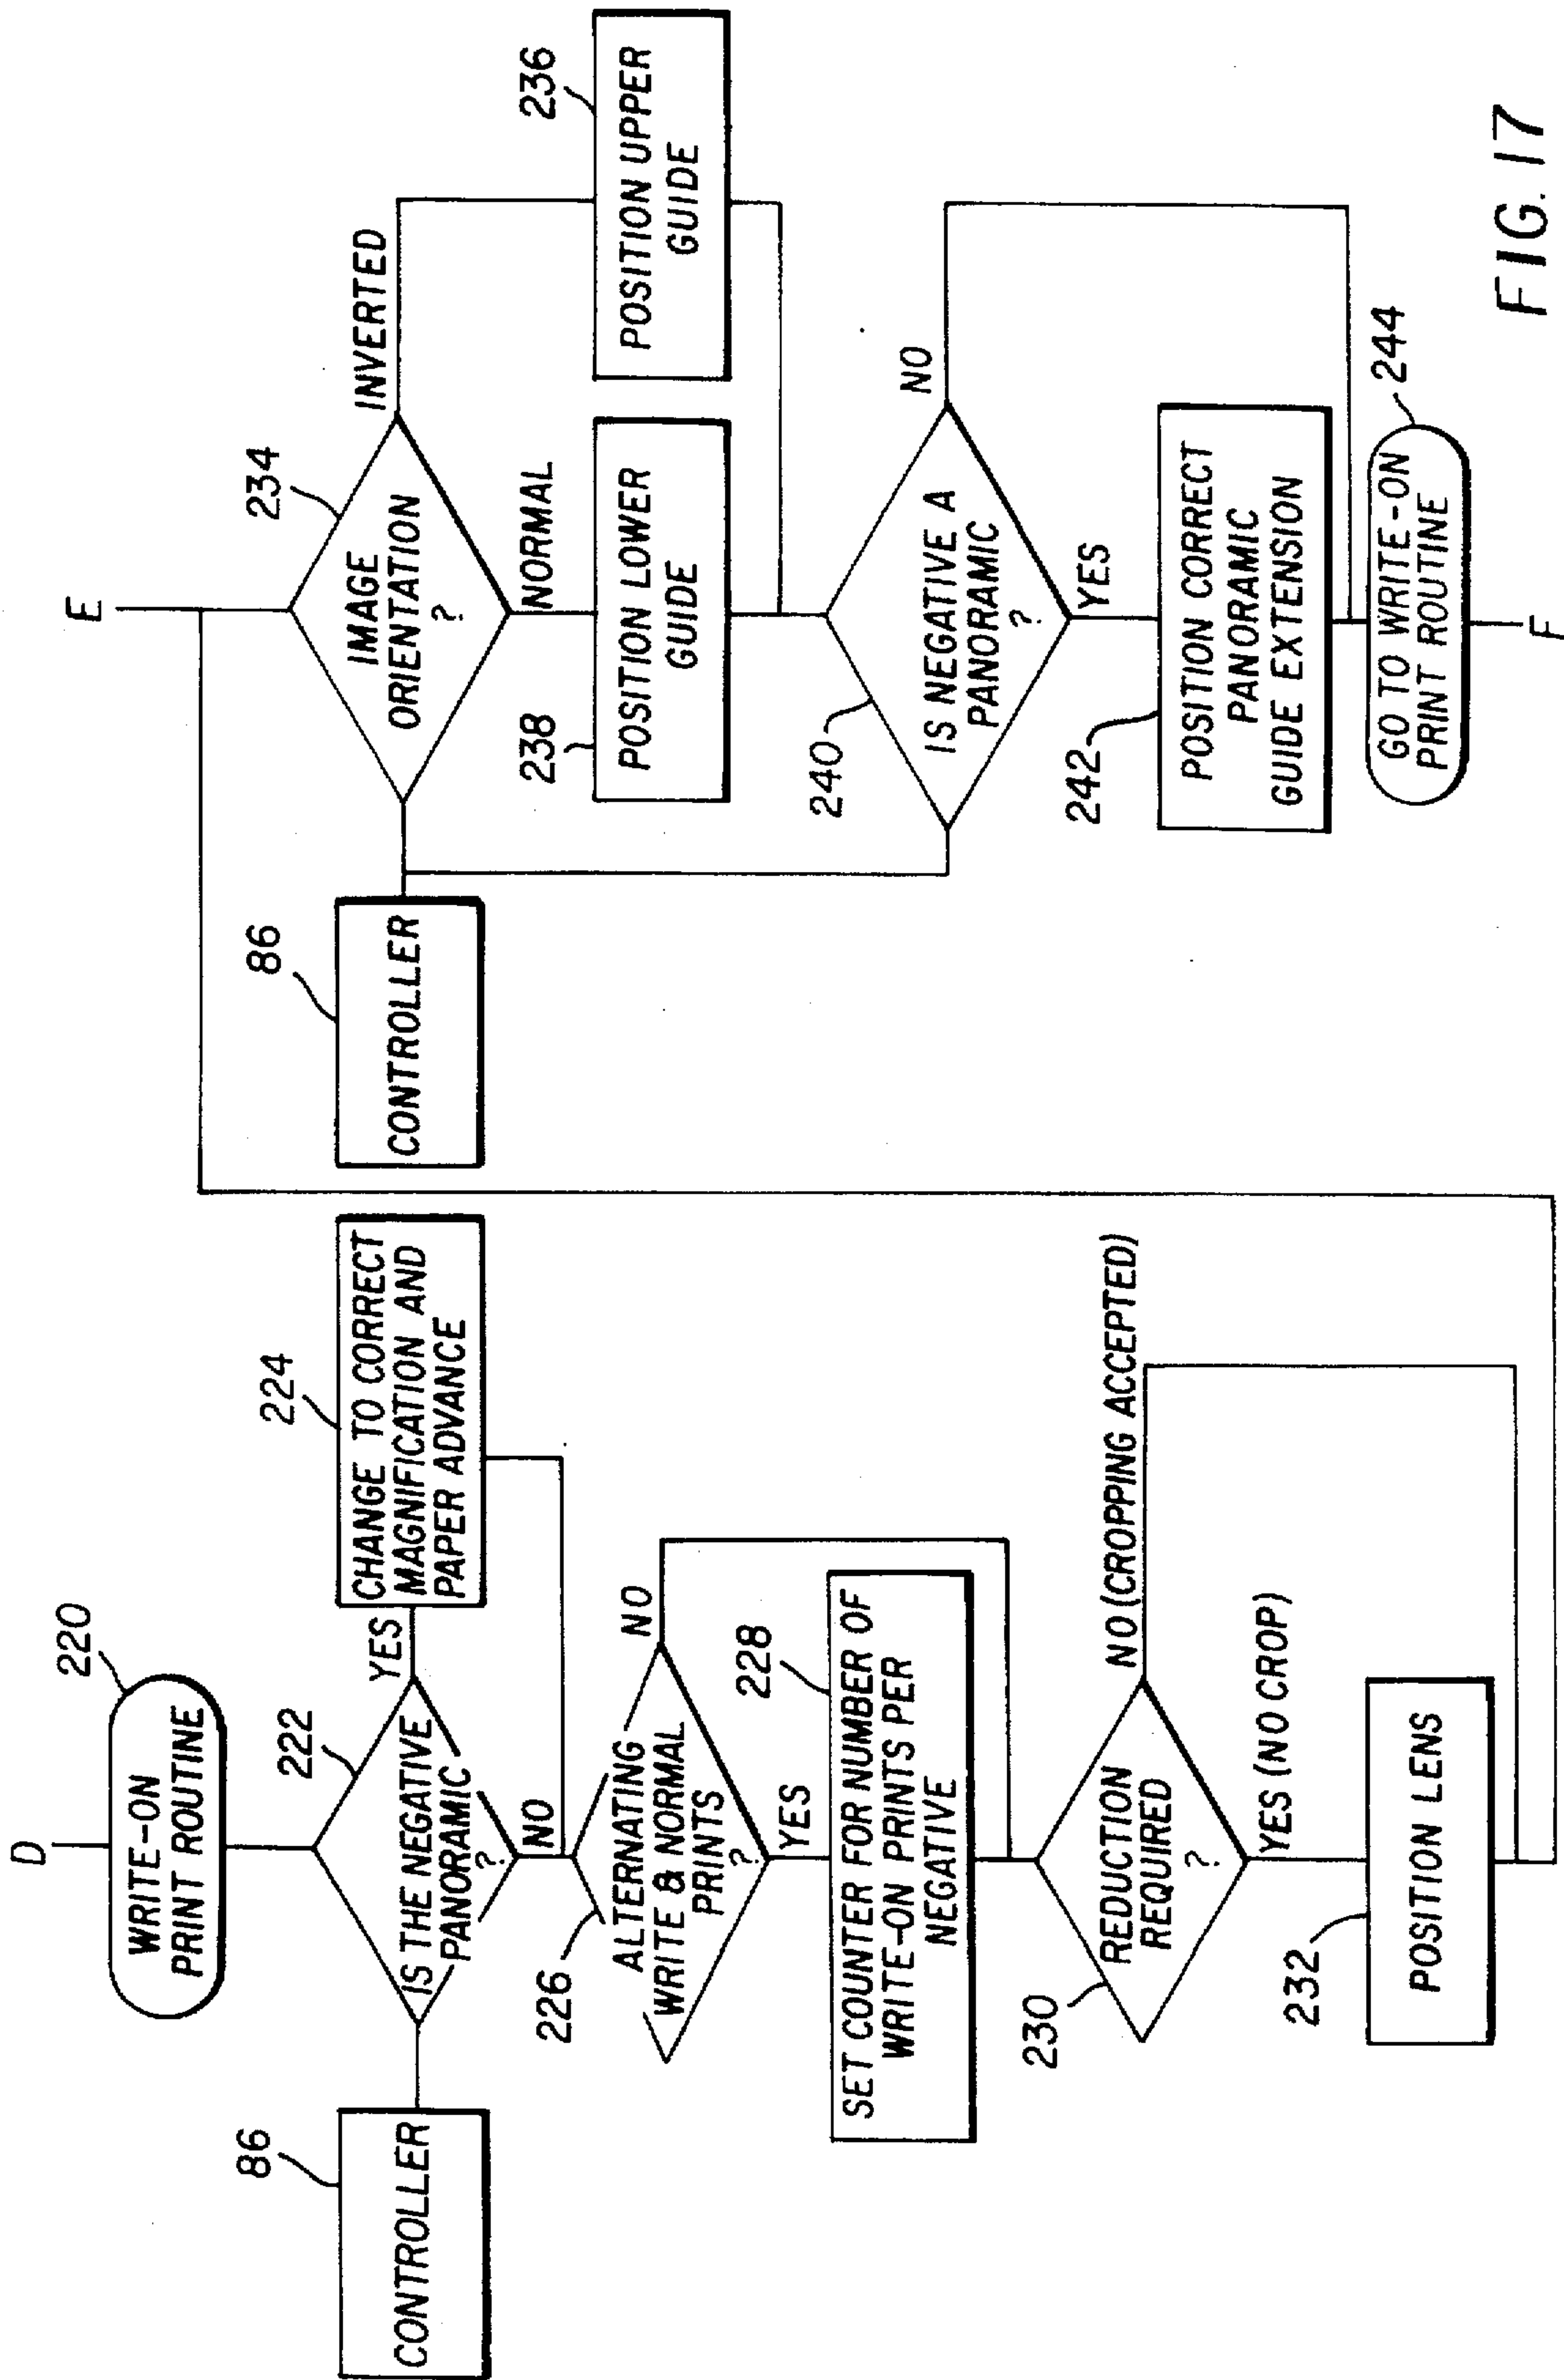 D
220
WRITE-ON
PRINT ROUTINE
222
IS THE NEGATIVE
PANORAMIC
?
YES
NO
86
CONTROLLER
224
CHANGE TO CORRECT
MAGNIFICATION AND
PAPER ADVANCE
226
ALTERNATING
WRITE & NORMAL
PRINTS
?
NO
YES
228
SET COUNTER FOR NUMBER OF
WRITE-ON PRINTS PER
NEGATIVE
230
REDUCTION
REQUIRED
?
NO (CROPPING ACCEPTED)
YES (NO CROP)
232
POSITION LENS
E
234
IMAGE
ORIENTATION
?
INVERTED
NORMAL
86
CONTROLLER
236
POSITION UPPER
GUIDE
238
POSITION LOWER
GUIDE
240
IS NEGATIVE A
PANORAMIC
?
NO
YES
242
POSITION CORRECT
PANORAMIC
GUIDE EXTENSION
244
GO TO WRITE-ON
PRINT ROUTINE
F
FIG. 17